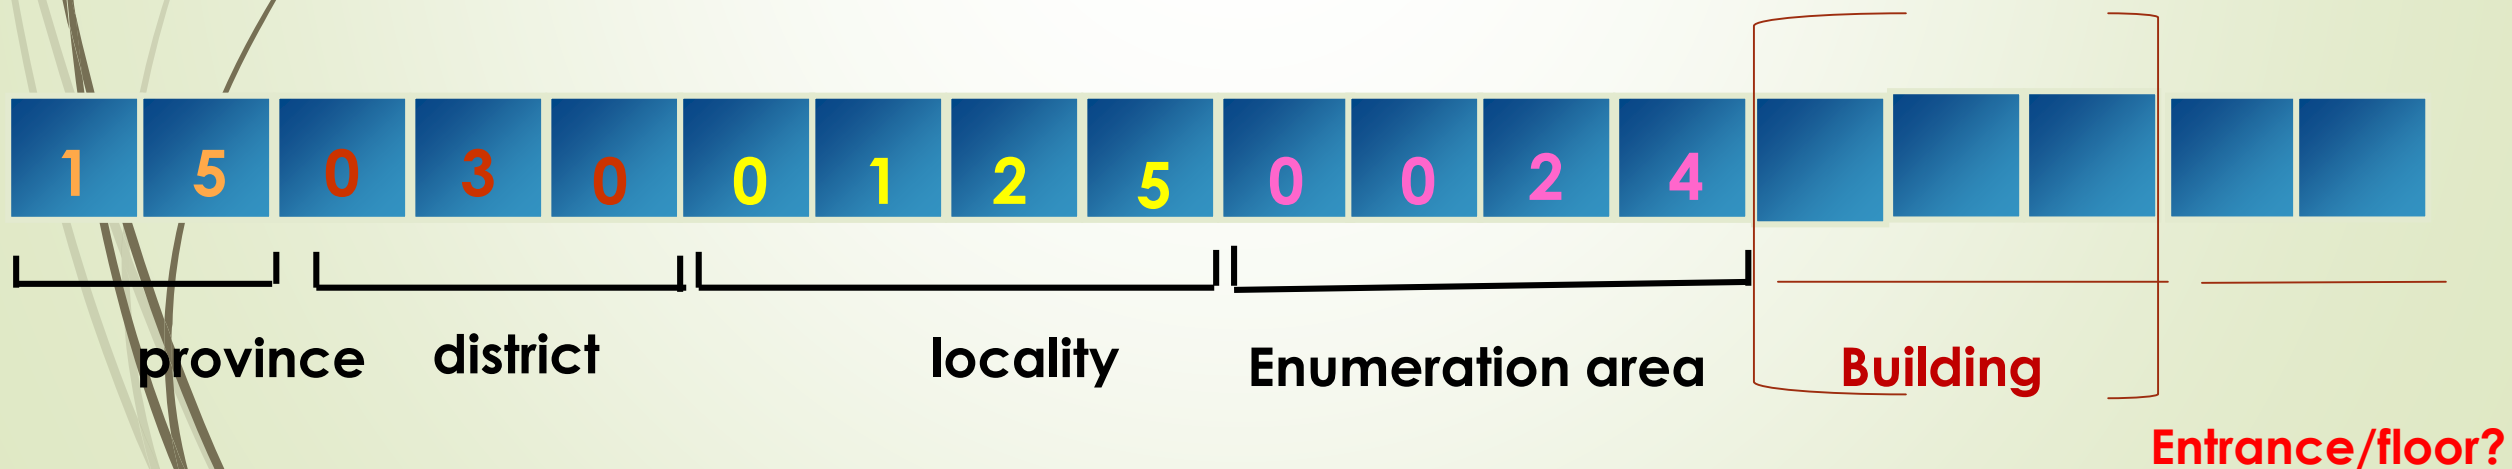 1 5 0 3 0 0 1 2 5 0 0 2 4
province district locality Enumeration area Building
Entrance/floor?